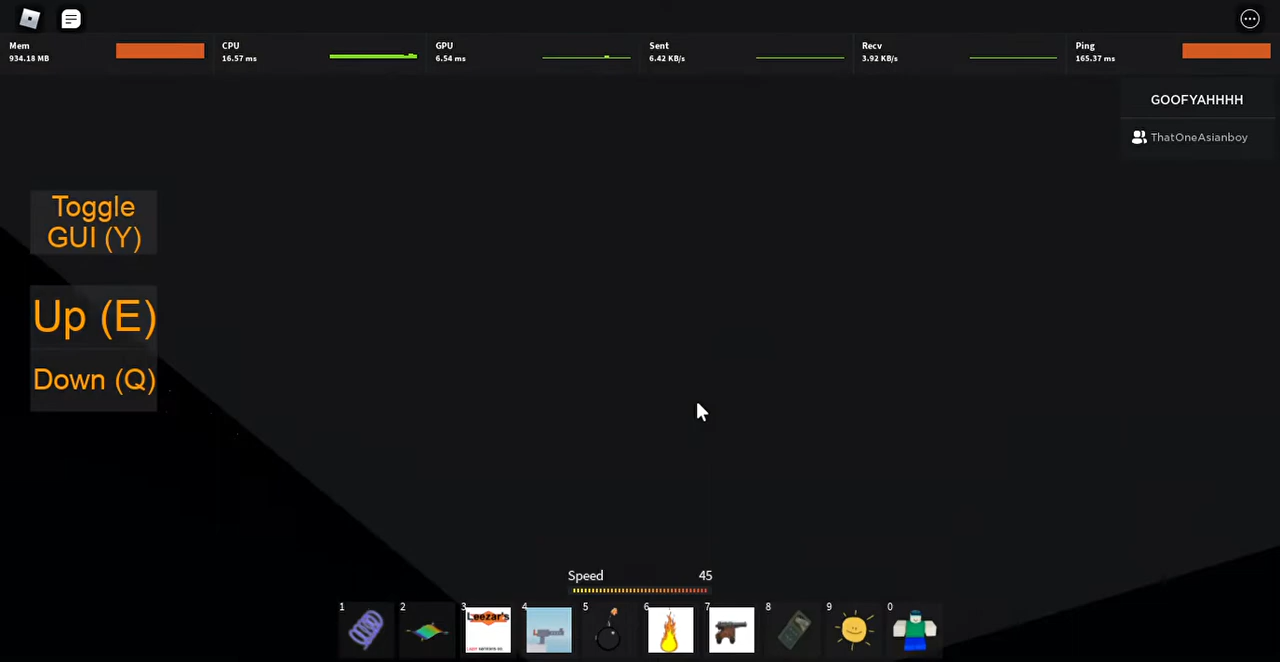 Mem
934.18 MB
CPU
16.57 ms
GPU
6.54 ms
Sent
6.42 KB/s
Recv
3.92 KB/s
Ping
165.37 ms
GOOFYAHHHH
ThatOneAsianboy
Toggle
GUI (Y)
Up (E)
Down (Q)
Speed 45
1 2 3 4 5 6 7 8 9 0
Leezar's